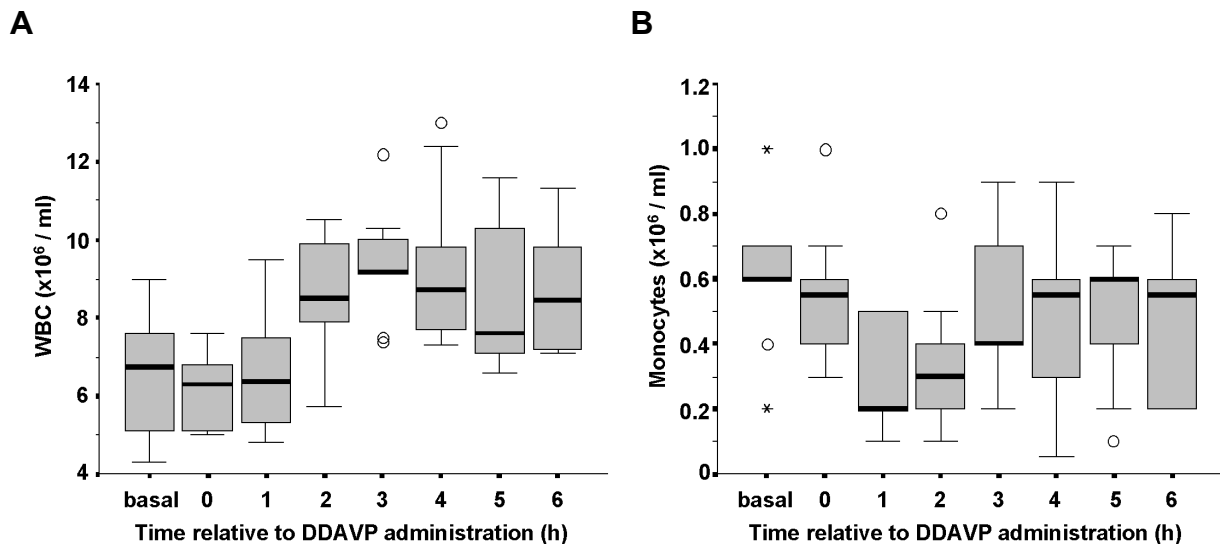 A
B
WBC (x10⁶ / ml)
14
12
10
8
6
4
basal 0 1 2 3 4 5 6
Time relative to DDAVP administration (h)
Monocytes (x10⁶ / ml)
1.2
1.0
0.8
0.6
0.4
0.2
0
basal 0 1 2 3 4 5 6
Time relative to DDAVP administration (h)